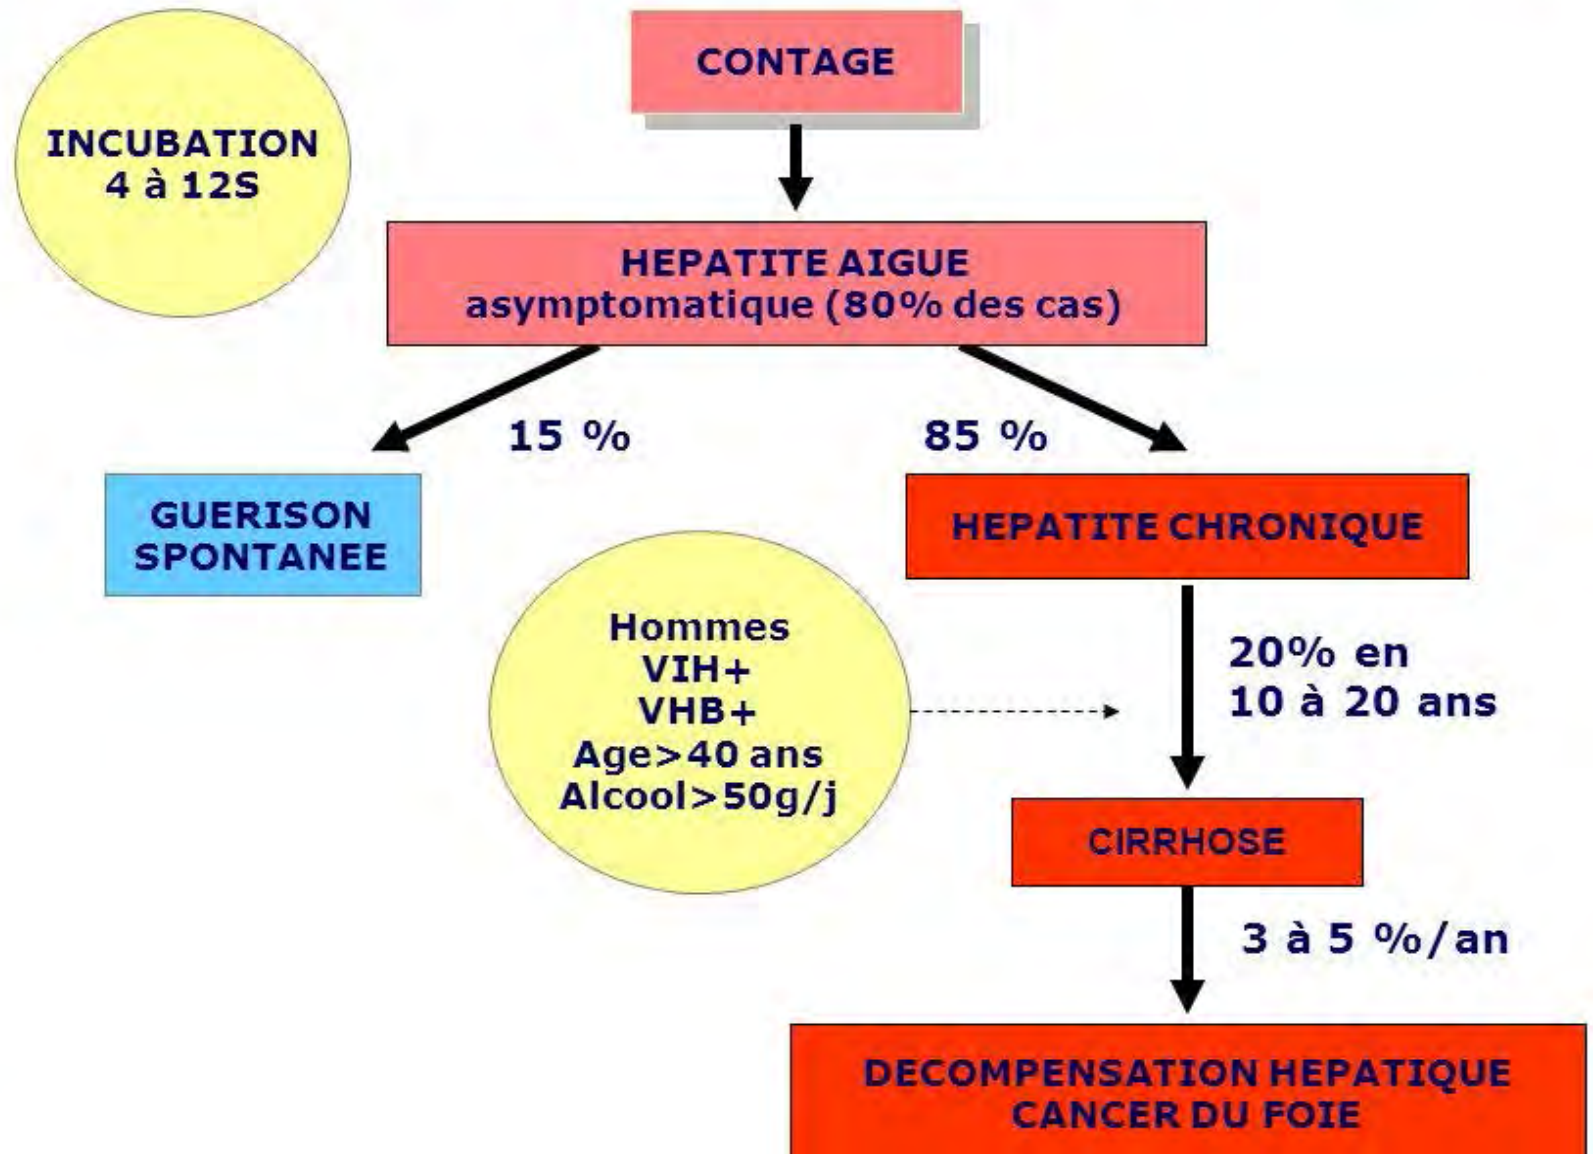 CONTAGE
INCUBATION
4 à 12S
HEPATITE AIGUE
asymptomatique (80% des cas)
15 %
85 %
GUERISON
SPONTANEE
HEPATITE CHRONIQUE
Hommes
VIH+
VHB+
Age>40 ans
Alcool>50g/j
20% en
10 à 20 ans
CIRRHOSE
3 à 5 %/an
DECOMPENSATION HEPATIQUE
CANCER DU FOIE